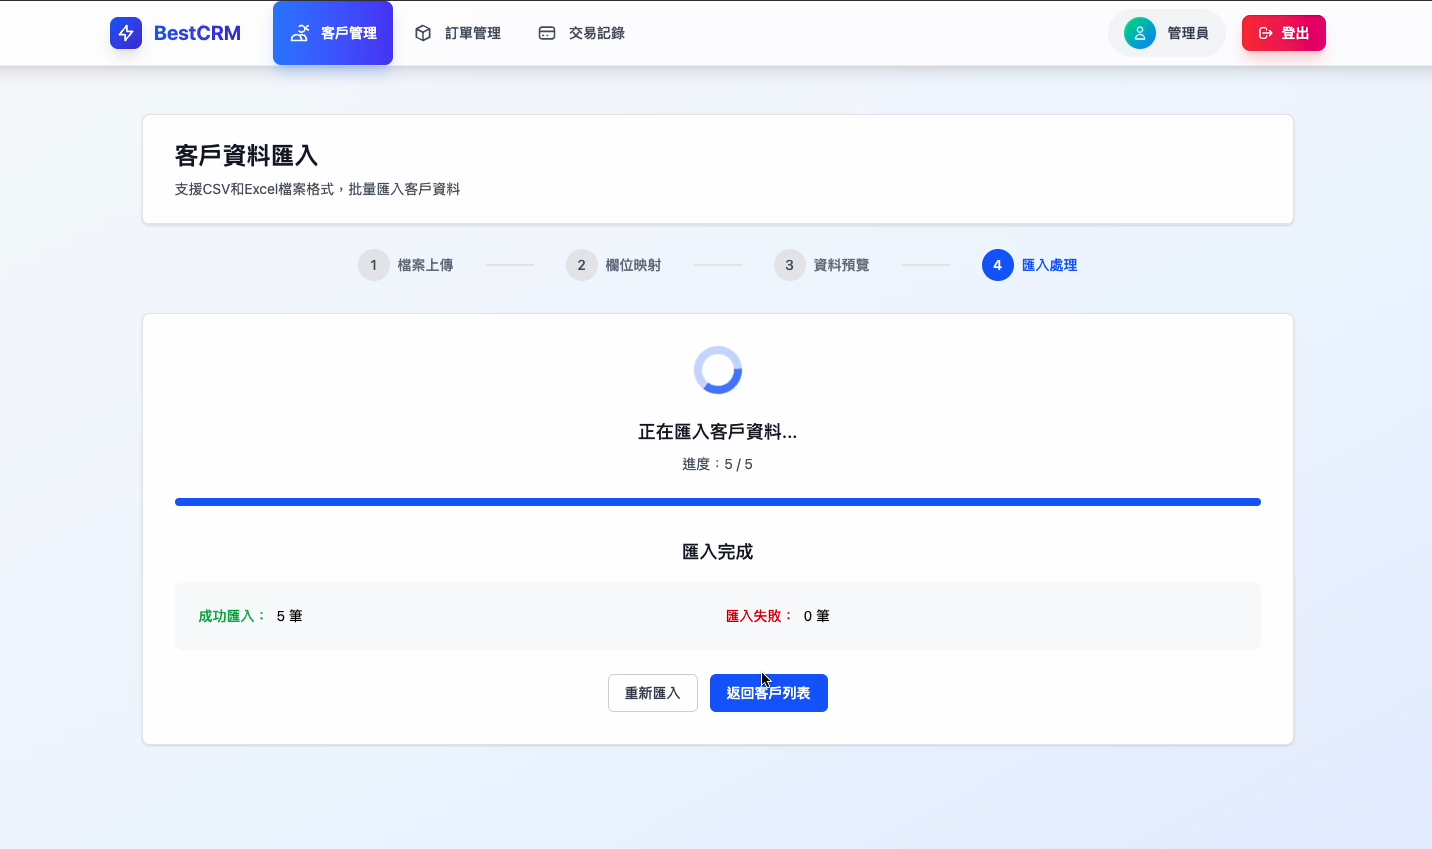 BestCRM 客戶管理 訂單管理 交易記錄 管理員 登出
客戶資料匯入
支援CSV和Excel檔案格式，批量匯入客戶資料
1 檔案上傳 2 欄位映射 3 資料預覽 4 匯入處理
正在匯入客戶資料...
進度：5 / 5
匯入完成
成功匯入： 5 筆 匯入失敗： 0 筆
重新匯入 返回客戶列表